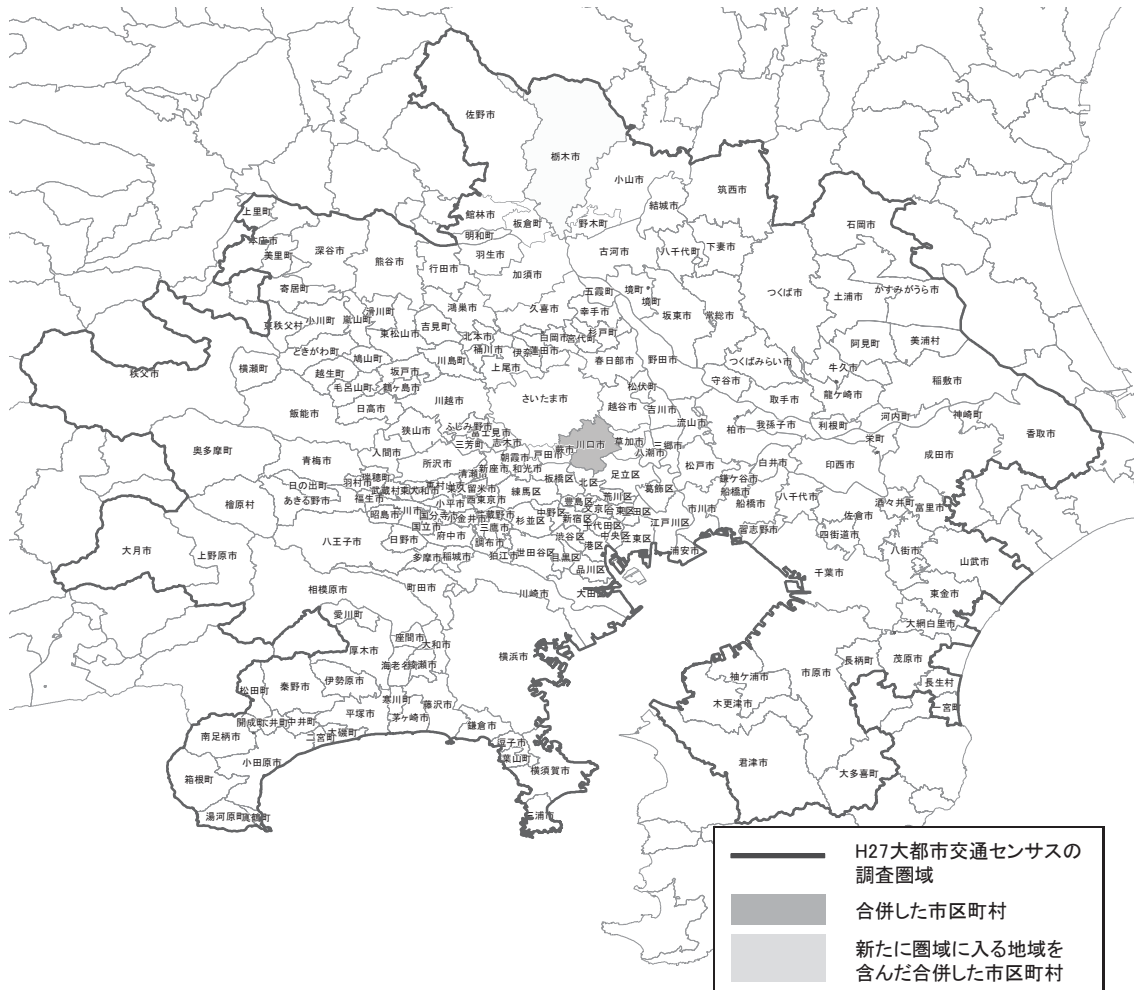 佐野市
栃木市
小山市
筑西市
結城市
上里町
館林市
板倉町
野木町
石岡市
明和町
本庄市
美里町
深谷市
熊谷市
行田市
羽生市
加須市
古河市
八千代町
下妻市
つくば市
土浦市
かすみがうら市
寄居町
五霞町
境町
境町
幸手市
坂東市
常総市
小川町
嵐山町
滑川町
東松山市
吉見町
鴻巣市
久喜市
東秩父村
北本市
白岡市
宮代町
杉戸町
阿見町
美浦村
ときがわ町
鳩山町
川島町
桶川市
伊奈
蓮田市
上尾市
春日部市
野田市
つくばみらい市
牛久市
秩父市
横瀬町
越生町
坂戸市
毛呂山町
鶴ヶ島市
川越市
さいたま市
松伏町
守谷市
取手市
龍ケ崎市
稲敷市
飯能市
日高市
越谷市
吉川市
流山市
柏市
我孫子市
利根町
河内町
神崎町
香取市
狭山市
ふじみ野市
富士見市
三芳町
志木市
川口市
蕨市
草加市
三郷市
八潮市
栄町
奥多摩町
青梅市
入間市
所沢市
朝霞市
戸田市
松戸市
白井市
印西市
成田市
瑞穂町
清瀬市
新座市
和光市
板橋区
北区
足立区
鎌ケ谷市
船橋市
船橋市
日の出町
羽村市
武蔵村
東大和市
東村山市
東久留米市
練馬区
葛飾区
檜原村
あきる野市
福生市
立川市
小平市
西東京市
豊島区
荒川区
市川市
八千代市
酒々井町
富里市
佐倉市
昭島市
国分寺市
小金井市
武蔵野市
中野区
杉並区
文京区
台東区
墨田区
新宿区
千代田区
江戸川区
習志野市
四街道市
大月市
上野原市
八王子市
日野市
国立市
府中市
三鷹市
調布市
渋谷区
中央区
江東区
港区
浦安市
八街市
山武市
多摩市
稲城市
狛江市
世田谷区
目黒区
品川区
千葉市
相模原市
町田市
川崎市
大田区
東金市
愛川町
大網白里市
座間市
大和市
厚木市
海老名
綾瀬市
横浜市
市原市
長柄町
茂原市
袖ケ浦市
長生村
松田町
秦野市
伊勢原市
寒川町
藤沢市
木更津市
一宮町
開成町
中井町
平塚市
茅ヶ崎市
鎌倉市
南足柄市
二宮町
大磯町
逗子市
葉山町
君津市
小田原市
横須賀市
大多喜町
箱根町
湯河原町
真鶴町
三浦市
H27大都市交通センサスの
調査圏域
合併した市区町村
新たに圏域に入る地域を
含んだ合併した市区町村